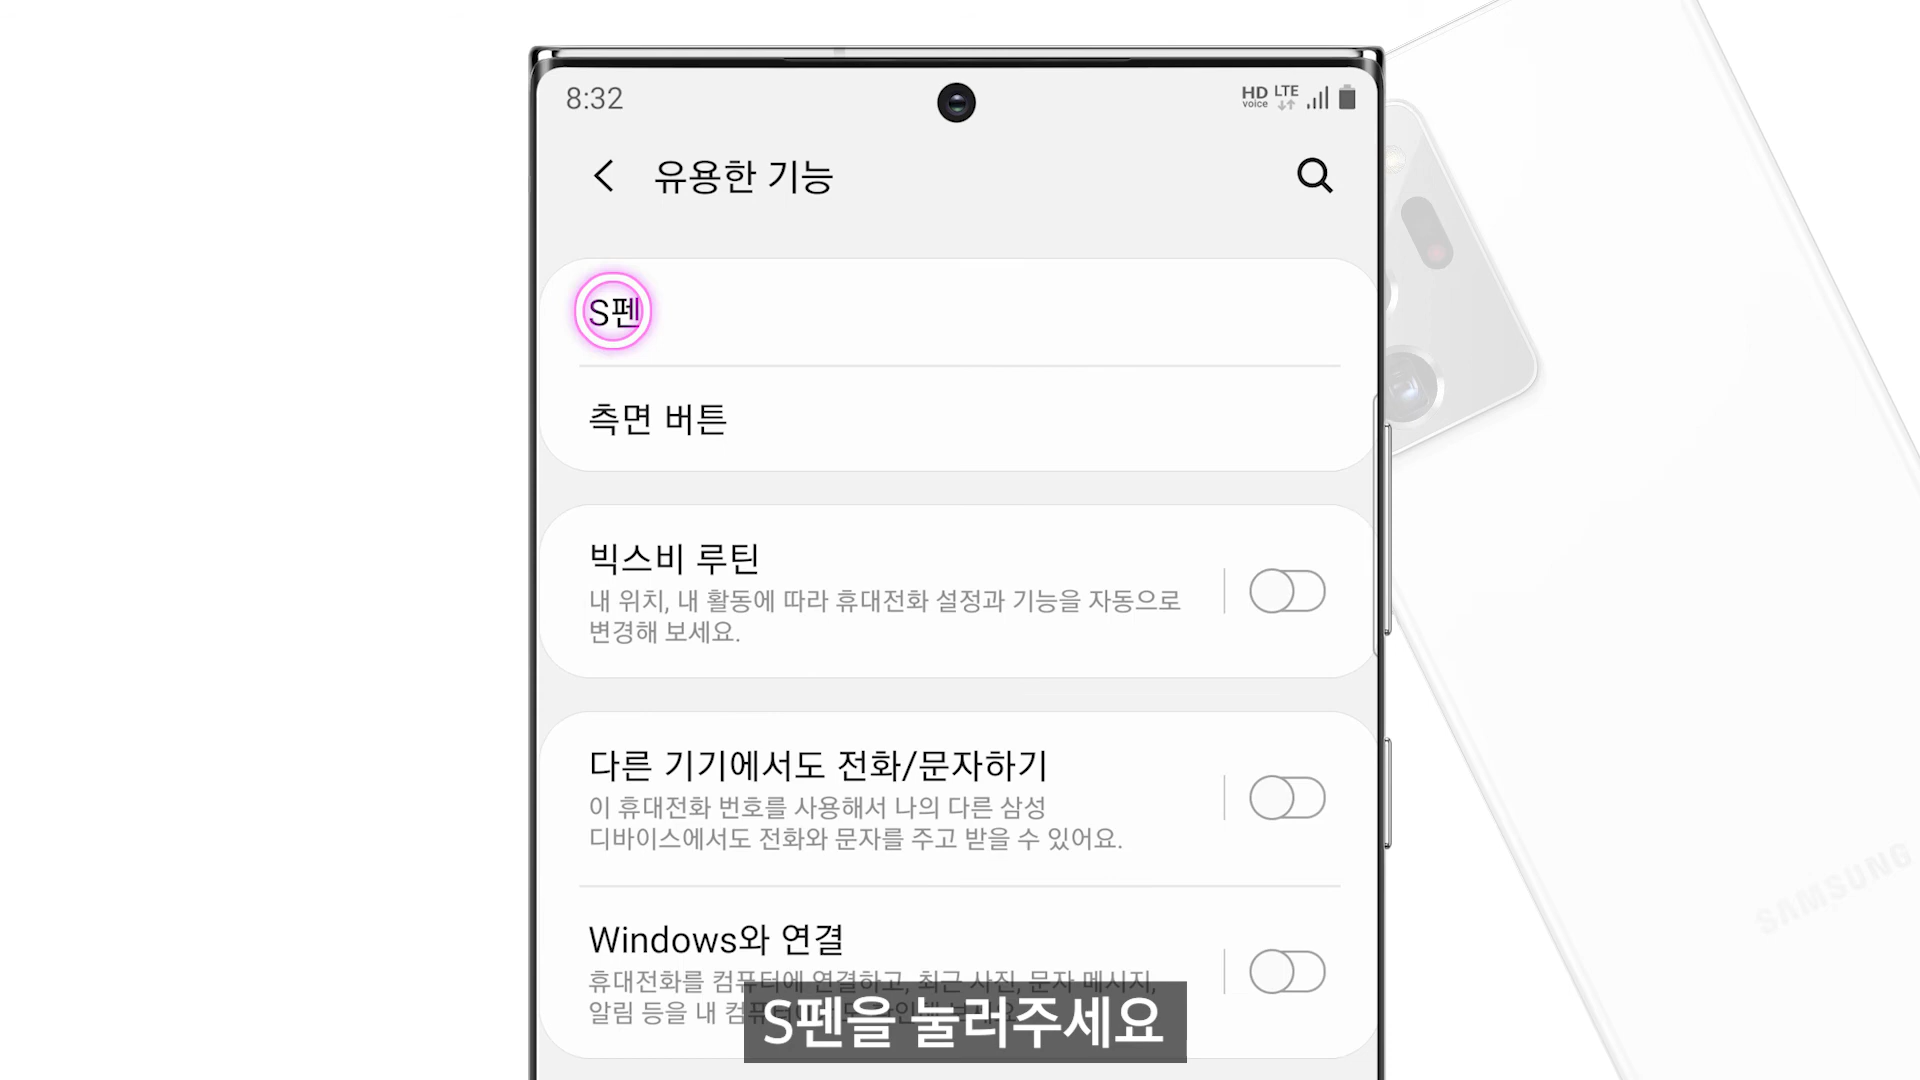 8:32
HD voice LTE
유용한 기능
S펜
측면 버튼
빅스비 루틴
내 위치, 내 활동에 따라 휴대전화 설정과 기능을 자동으로
변경해 보세요.
다른 기기에서도 전화/문자하기
이 휴대전화 번호를 사용해서 나의 다른 삼성
디바이스에서도 전화와 문자를 주고 받을 수 있어요.
Windows와 연결
휴대전화를 컴퓨터에 연결하고, 최근 사진, 문자 메시지,
알림 등을 내
S펜을 눌러주세요
SAMSUNG